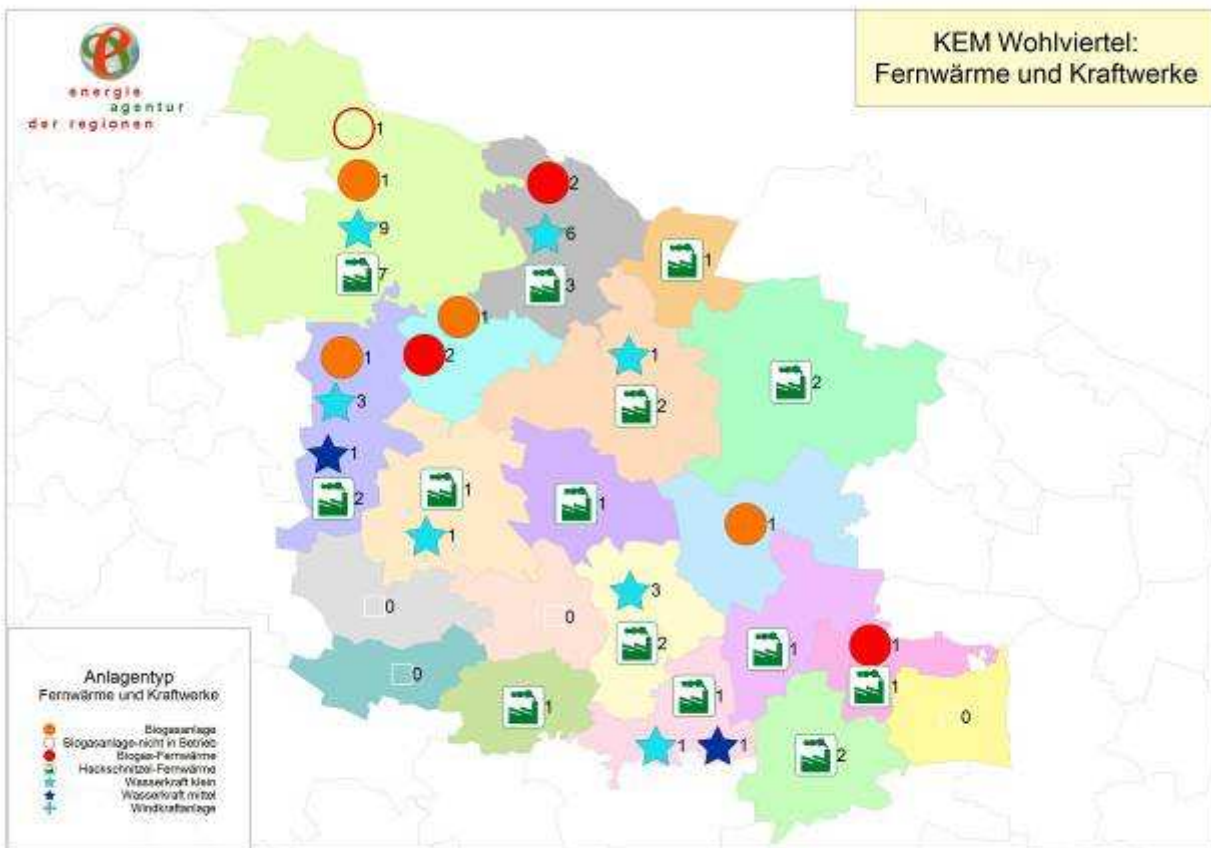 energie
agentur
der regionen
KEM Wohlviertel:
Fernwärme und Kraftwerke
1
1
9
7
2
6
3
1
1
2
1
3
1
2
1
2
2
1
1
1
1
0
0
0
3
2
1
1
1
1
1
1
1
2
0
Anlagentyp
Fernwärme und Kraftwerke
Biogasanlage
Biogasanlage-nicht in Betrieb
Biogas-Fernwärme
Hackschnitzel-Fernwärme
Wasserkraft klein
Wasserkraft mittel
Windkraftanlage